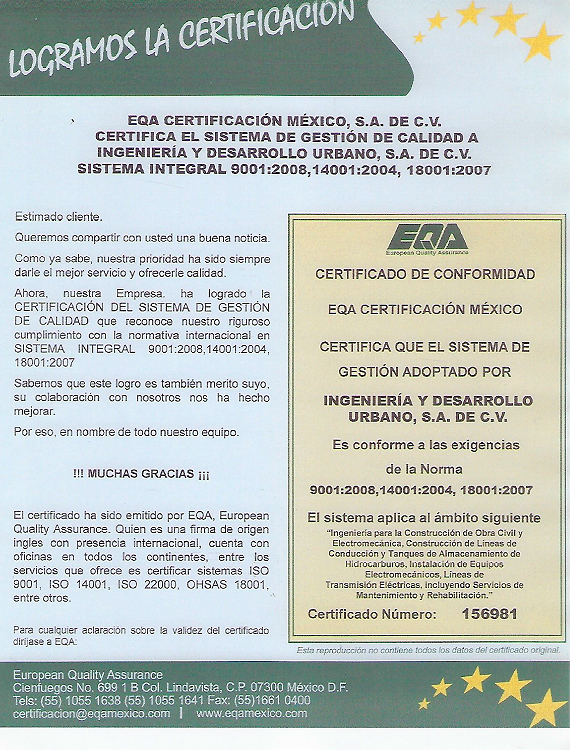 LOGRAMOS LA CERTIFICACIÓN
EQA CERTIFICACIÓN MÉXICO, S.A. DE C.V.
CERTIFICA EL SISTEMA DE GESTIÓN DE CALIDAD A
INGENIERÍA Y DESARROLLO URBANO, S.A. DE C.V.
SISTEMA INTEGRAL 9001:2008,14001:2004, 18001:2007
Estimado cliente.
Queremos compartir con usted una buena noticia.
Como ya sabe, nuestra prioridad ha sido siempre
darle el mejor servicio y ofrecerle calidad.
Ahora, nuestra Empresa. ha logrado la
CERTIFICACIÓN DEL SISTEMA DE GESTIÓN
DE CALIDAD que reconoce nuestro riguroso
cumplimiento con la normativa internacional en
SISTEMA INTEGRAL 9001:2008,14001:2004,
18001:2007
Sabemos que este logro es también merito suyo,
su colaboración con nosotros nos ha hecho
mejorar.
Por eso, en nombre de todo nuestro equipo.
!!! MUCHAS GRACIAS ¡¡¡
El certificado ha sido emitido por EQA, European
Quality Assurance. Quien es una firma de origen
ingles con presencia internacional, cuenta con
oficinas en todos los continentes, entre los
servicios que ofrece es certificar sistemas ISO
9001, ISO 14001, ISO 22000, OHSAS 18001,
entre otros.
Para cualquier aclaración sobre la validez del certificado
diríjase a EQA:
EQA
European Quality Assurance
CERTIFICADO DE CONFORMIDAD
EQA CERTIFICACIÓN MÉXICO
CERTIFICA QUE EL SISTEMA DE
GESTIÓN ADOPTADO POR
INGENIERÍA Y DESARROLLO
URBANO, S.A. DE C.V.
Es conforme a las exigencias
de la Norma
9001:2008,14001:2004, 18001:2007
El sistema aplica al ámbito siguiente
"Ingeniería para la Construcción de Obra Civil y
Electromecánica, Construcción de Líneas de
Conducción y Tanques de Almacenamiento de
Hidrocarburos, Instalación de Equipos
Electromecánicos, Líneas de
Transmisión Eléctricas, incluyendo Servicios de
Mantenimiento y Rehabilitación."
Certificado Número: 156981
Esta reproducción no contiene todos los datos del certificado original.
European Quality Assurance
Cienfuegos No. 699 1 B Col. Lindavista, C.P. 07300 México D.F.
Tels: (55) 1055 1638 (55) 1055 1641 Fax: (55)1661 0400
certificacion@eqamexico.com | www.eqamexico.com